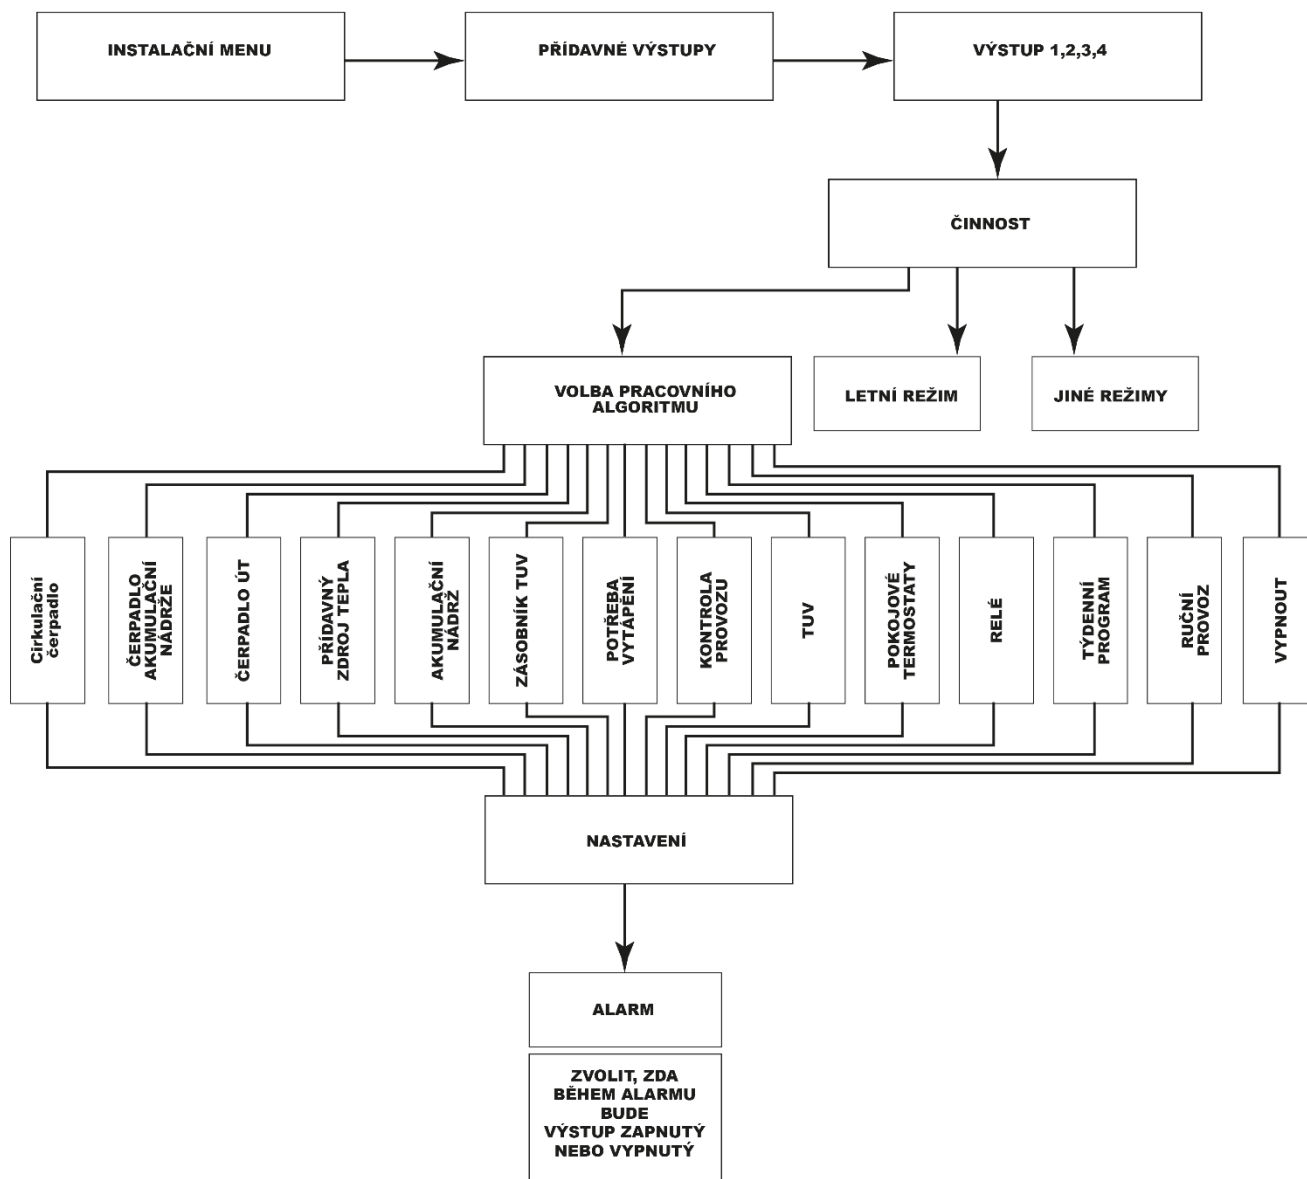 INSTALAČNÍ MENU
PŘÍDAVNÉ VÝSTUPY
VÝSTUP 1,2,3,4
ČINNOST
VOLBA PRACOVNÍHO
ALGORITMU
LETNÍ REŽIM
JINÉ REŽIMY
Cirkulační
čerpadlo
ČERPADLO
AKUMULAČNÍ
NÁDRŽE
ČERPADLO ÚT
PŘÍDAVNÝ
ZDROJ TEPLA
AKUMULAČNÍ
NÁDRŽ
ZÁSOBNÍK TUV
POTŘEBA
VYTÁPĚNÍ
KONTROLA
PROVOZU
TUV
POKOJOVÉ
TERMOSTATY
RELÉ
TÝDENNÍ
PROGRAM
RUČNÍ
PROVOZ
VYPNOUT
NASTAVENÍ
ALARM
ZVOLIT, ZDA
BĚHEM ALARMU
BUDE
VÝSTUP ZAPNUTÝ
NEBO VYPNUTÝ